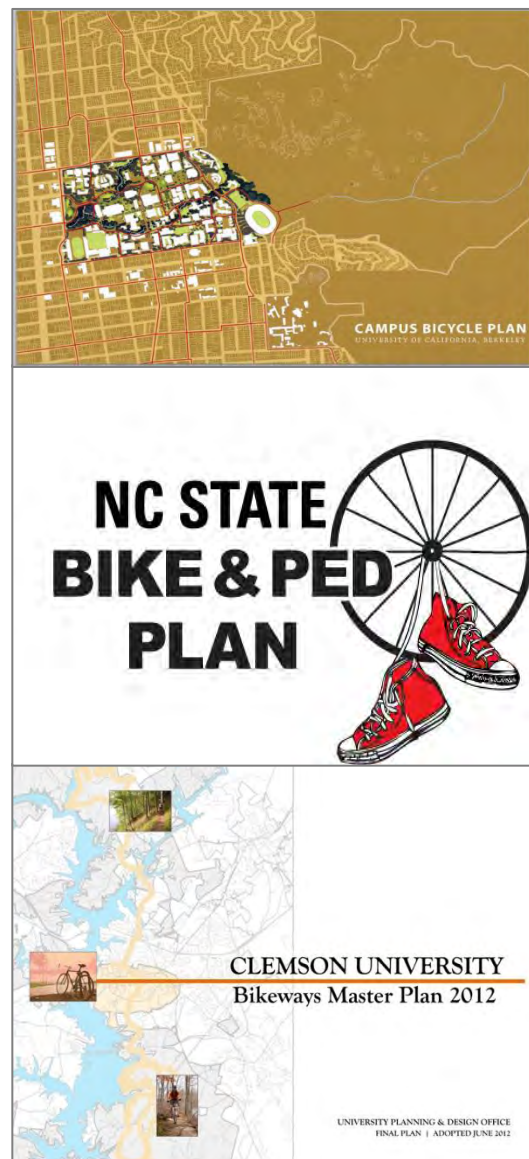 CAMPUS BICYCLE PLAN
UNIVERSITY OF CALIFORNIA, BERKELEY
NC STATE
BIKE & PED
PLAN
CLEMSON UNIVERSITY
Bikeways Master Plan 2012
UNIVERSITY PLANNING & DESIGN OFFICE
FINAL PLAN | ADOPTED JUNE 2012